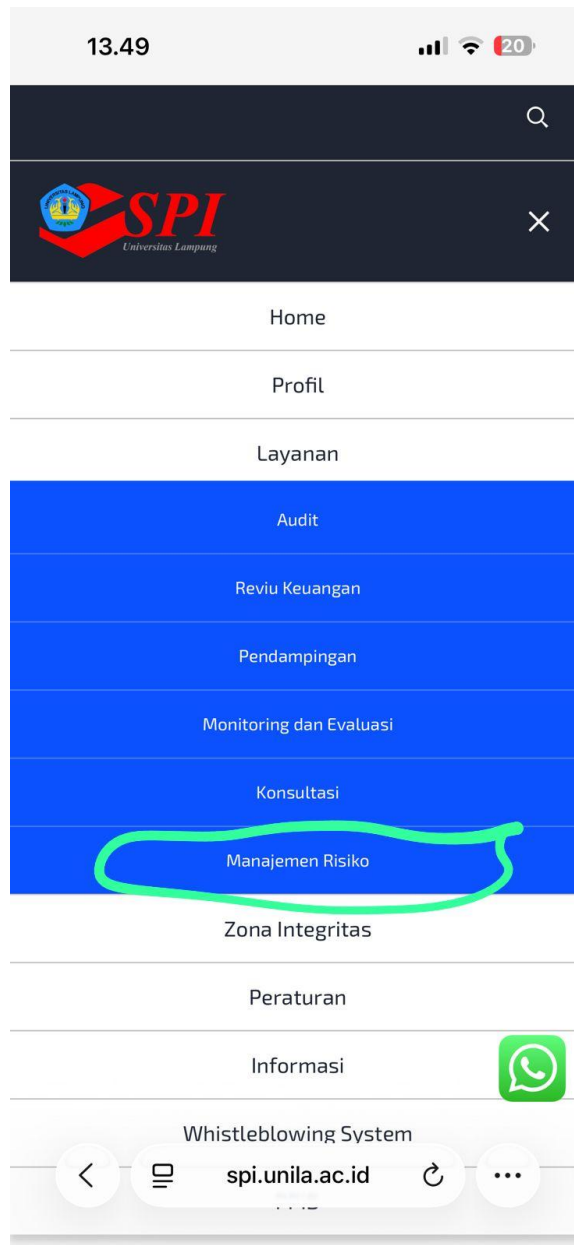 13.49
20
SPI
Universitas Lampung
Home
Profil
Layanan
Audit
Reviu Keuangan
Pendampingan
Monitoring dan Evaluasi
Konsultasi
Manajemen Risiko
Zona Integritas
Peraturan
Informasi
Whistleblowing System
spi.unila.ac.id